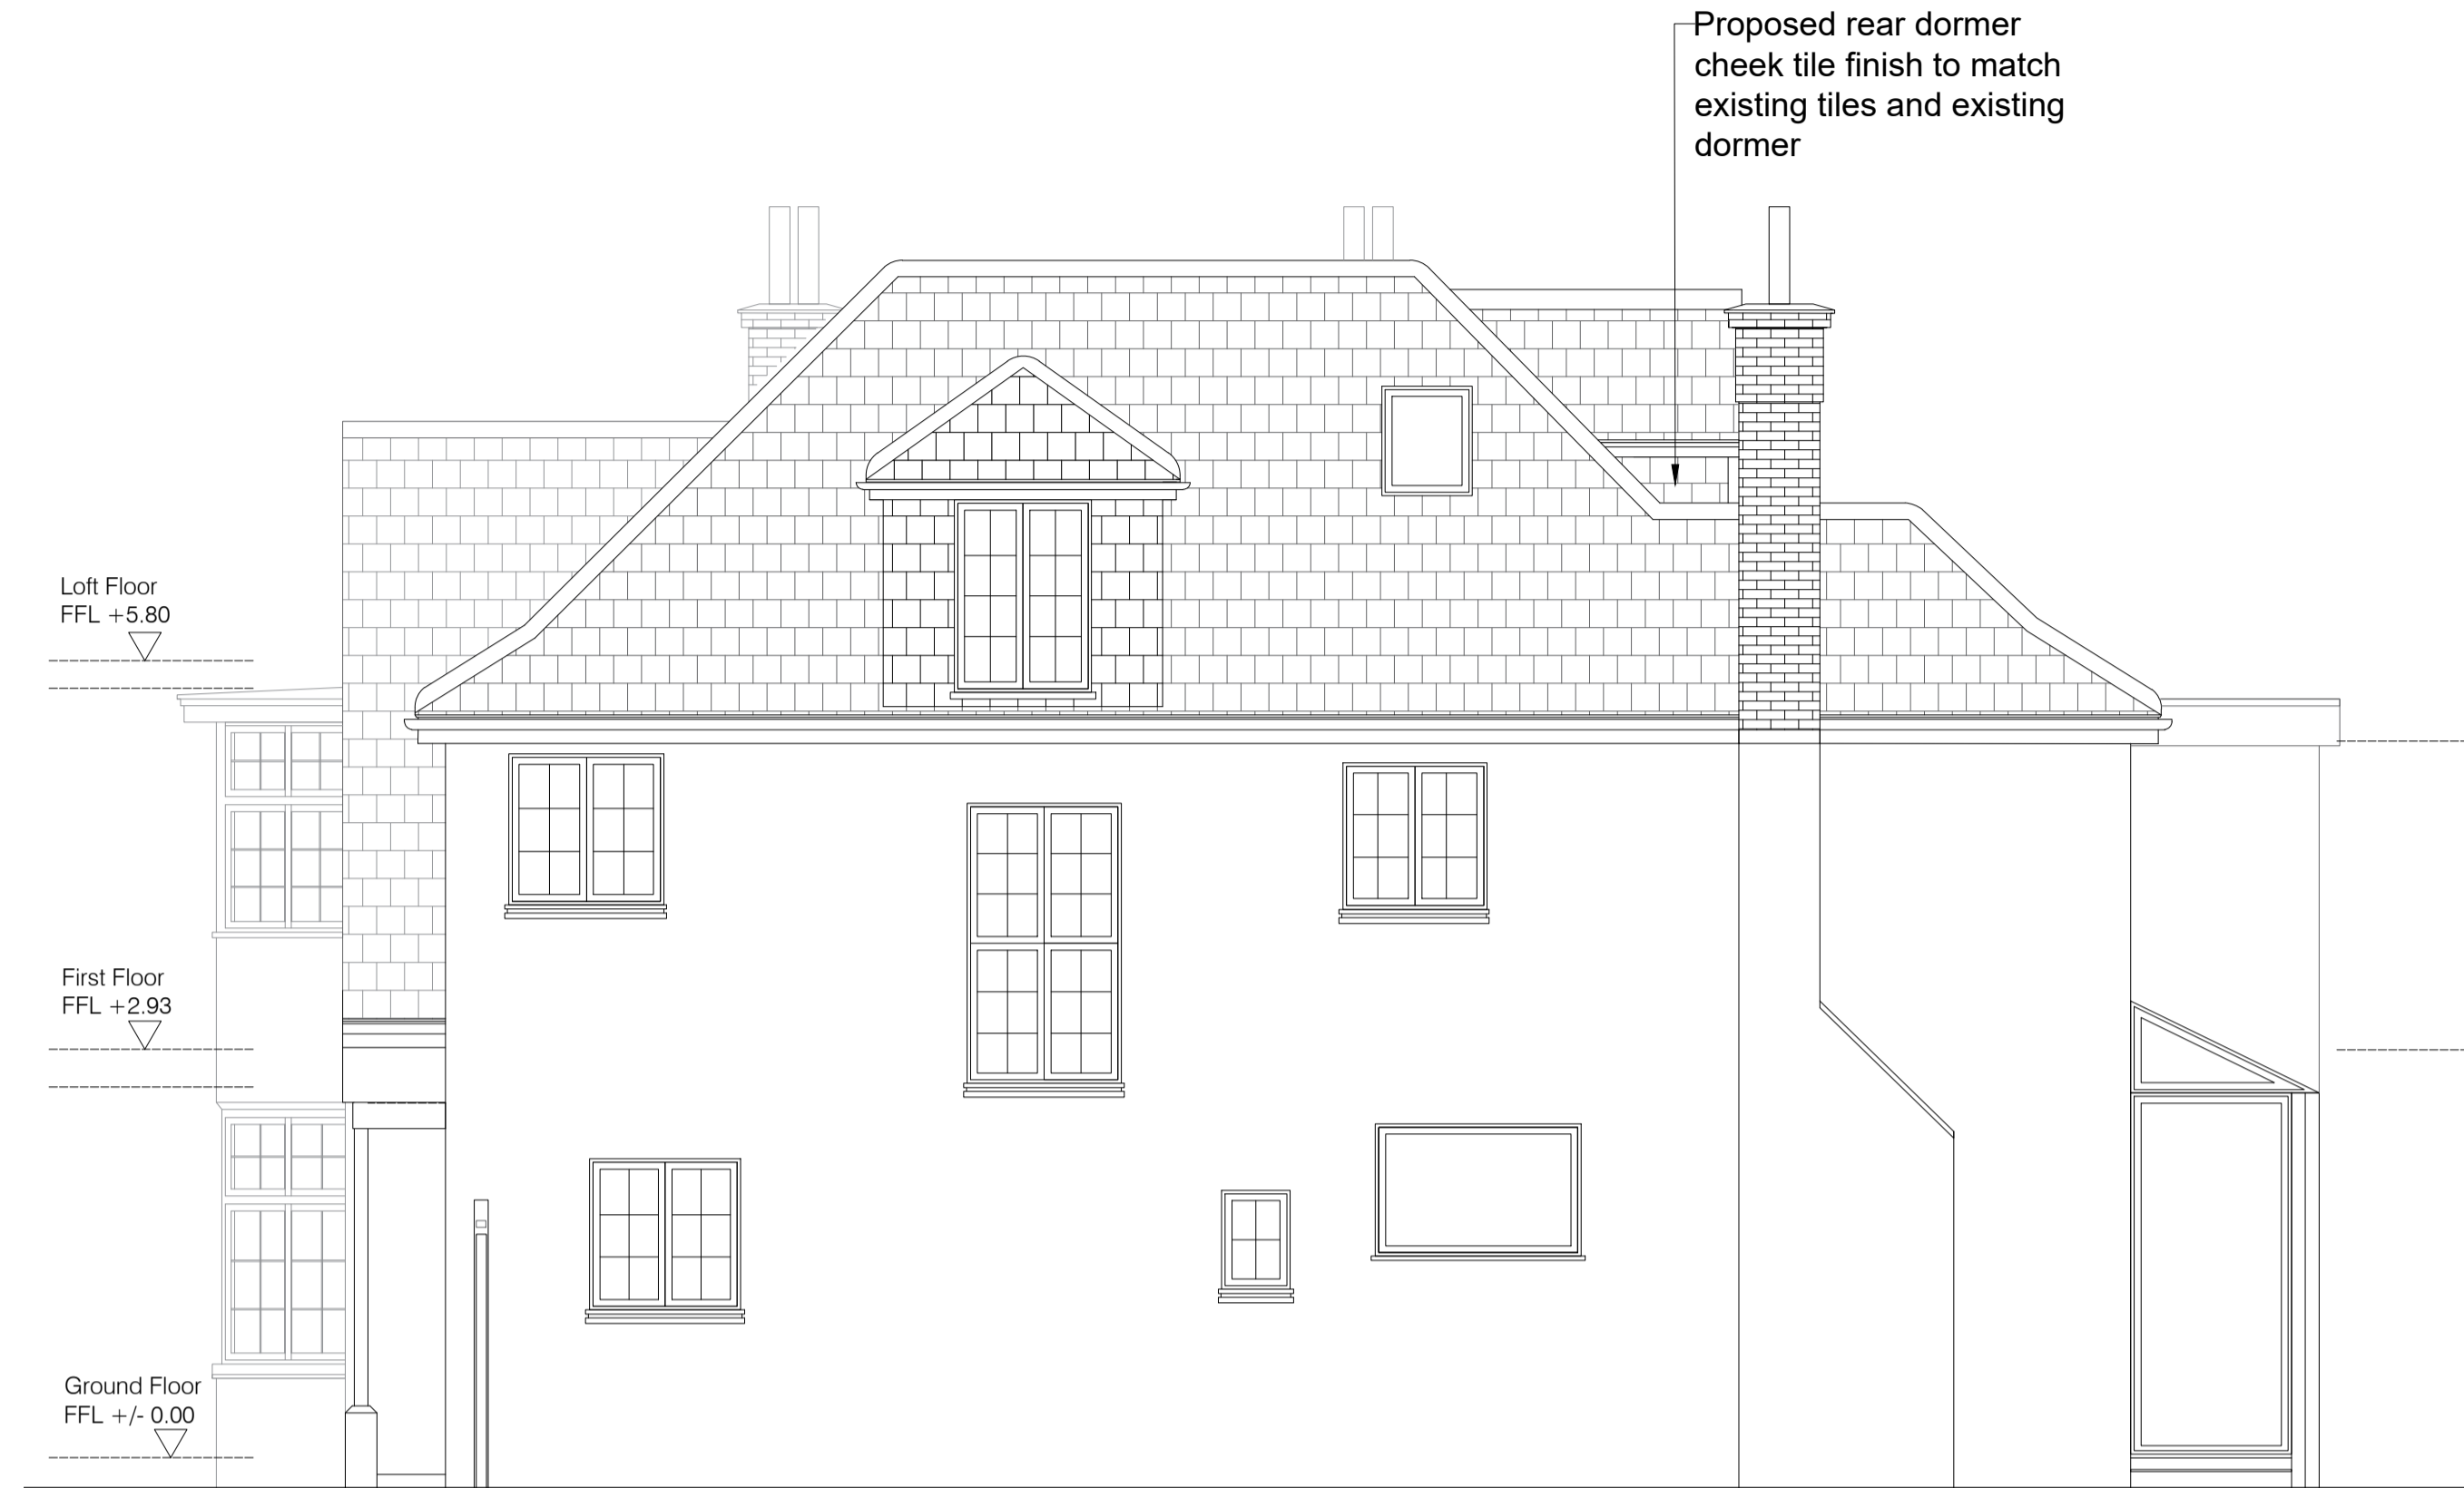 Proposed rear dormer
cheek tile finish to match
existing tiles and existing
dormer
Loft Floor
FFL +5.80
First Floor
FFL +2.93
Ground Floor
FFL +/- 0.00